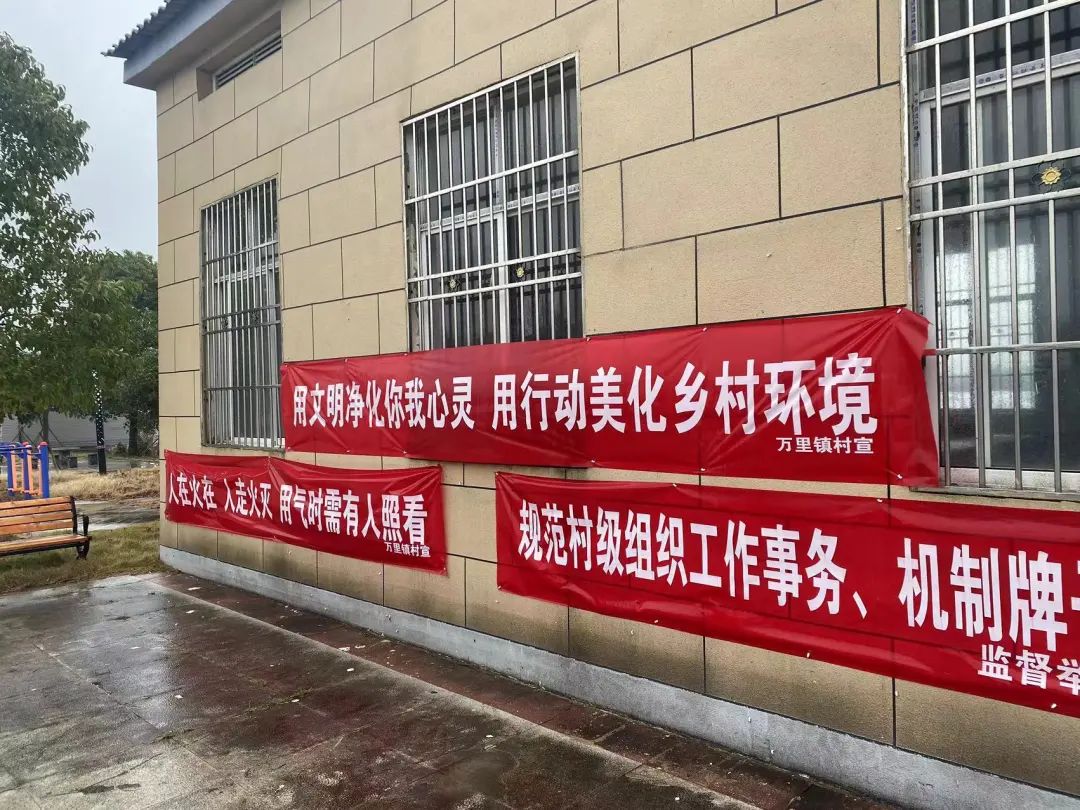 用文明净化你我心灵 用行动美化乡村环境
万里镇村宣
人在火在 人走火灭 用气时需有人照看
万里镇村宣
规范村级组织工作事务、机制牌
监督举